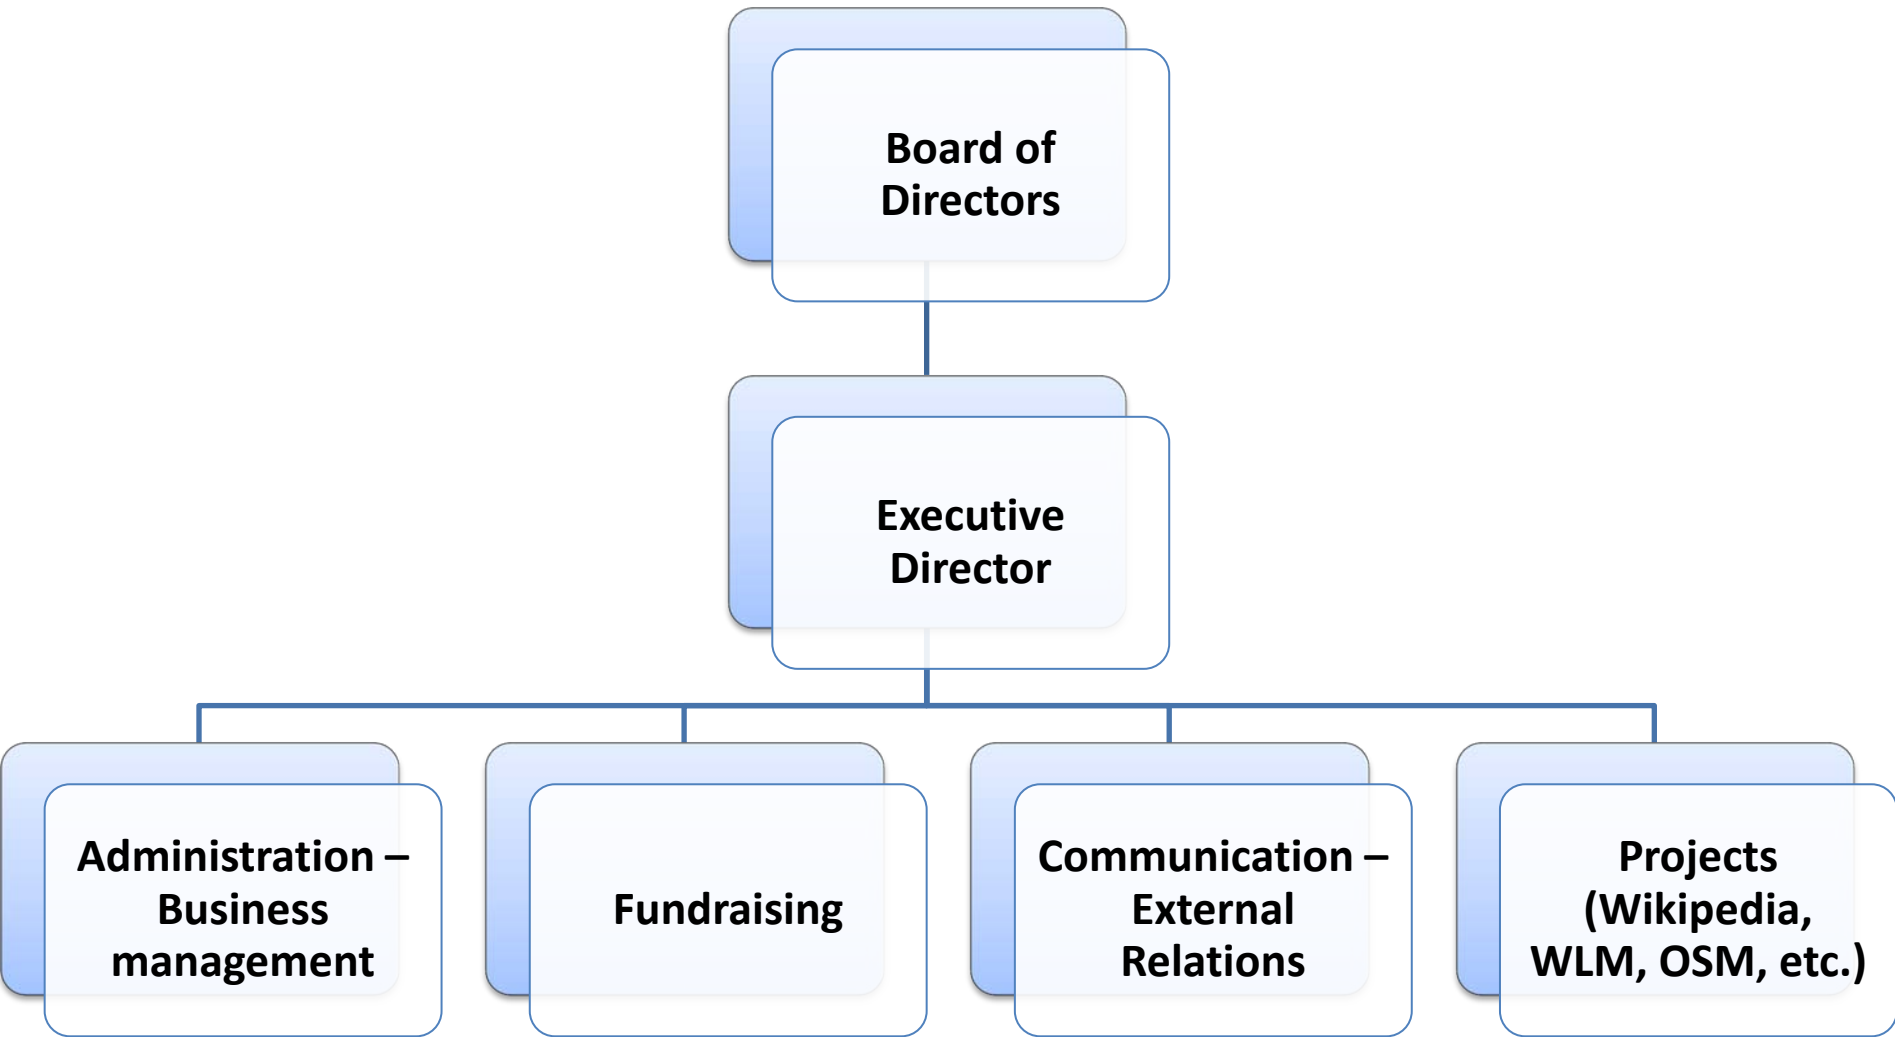 Board of
Directors
Executive
Director
Administration –
Business
management
Fundraising
Communication –
External
Relations
Projects
(Wikipedia,
WLM, OSM, etc.)